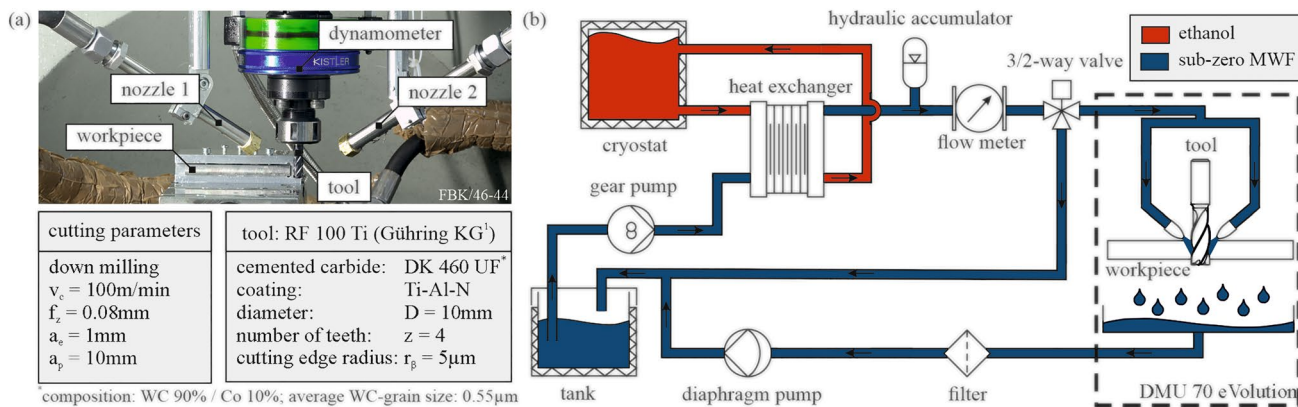 (a)
dynamometer
KISTLER
nozzle 1
nozzle 2
workpiece
tool
FBK/46-44
cutting parameters
down milling
v_c = 100m/min
f_z = 0.08mm
a_e = 1mm
a_p = 10mm
tool: RF 100 Ti (Gühring KG¹)
cemented carbide: DK 460 UF*
coating: Ti-Al-N
diameter: D = 10mm
number of teeth: z = 4
cutting edge radius: r_β = 5µm
*composition: WC 90% / Co 10%; average WC-grain size: 0.55µm
(b)
hydraulic accumulator
ethanol
sub-zero MWF
3/2-way valve
heat exchanger
cryostat
flow meter
tool
gear pump
workpiece
tank
diaphragm pump
filter
DMU 70 eVolution